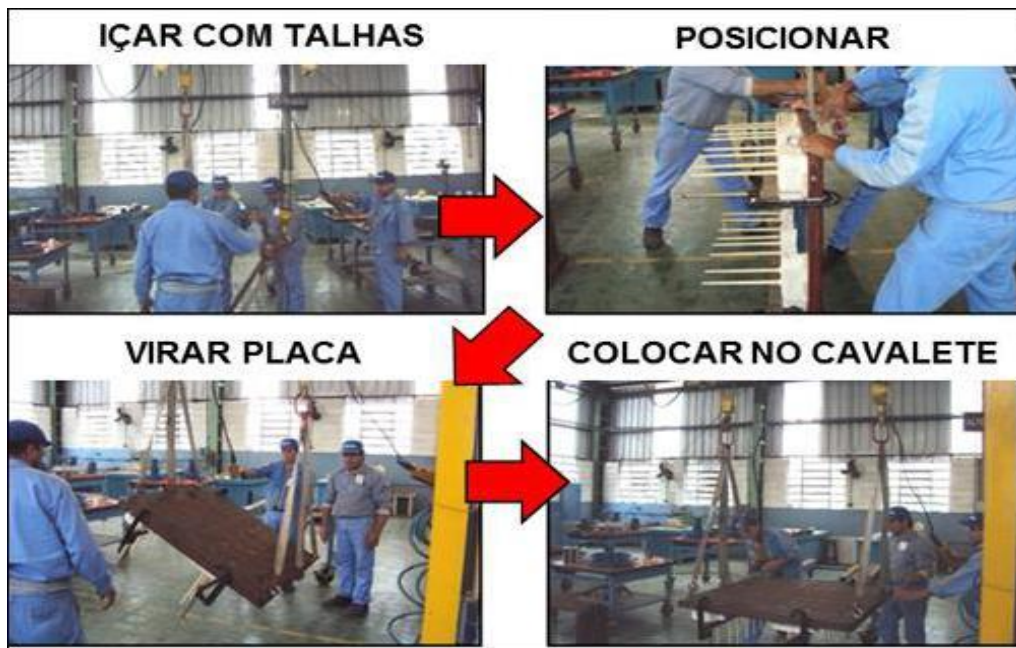 IÇAR COM TALHAS
POSICIONAR
VIRAR PLACA
COLOCAR NO CAVALETE